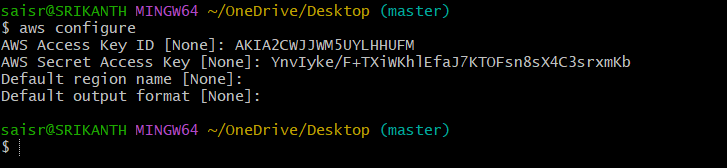 saisr@SRIKANTH MINGW64 ~/OneDrive/Desktop (master)
$ aws configure
AWS Access Key ID [None]: AKIA2CWJJWM5UYLHHUFM
AWS Secret Access Key [None]: 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
Default region name [None]:
Default output format [None]:
saisr@SRIKANTH MINGW64 ~/OneDrive/Desktop (master)
$